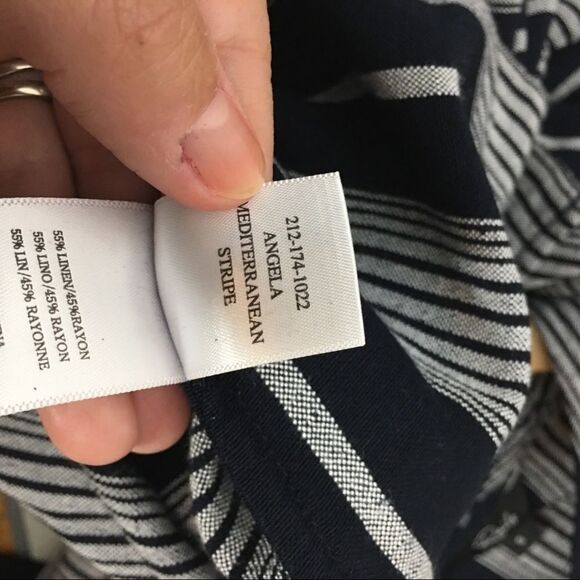 212-174-1022
ANGELA
MEDITERRANEAN
STRIPE
55% LINEN/45% RAYON
55% LINO/45% RAYON
55% LIN/45% RAYONNE